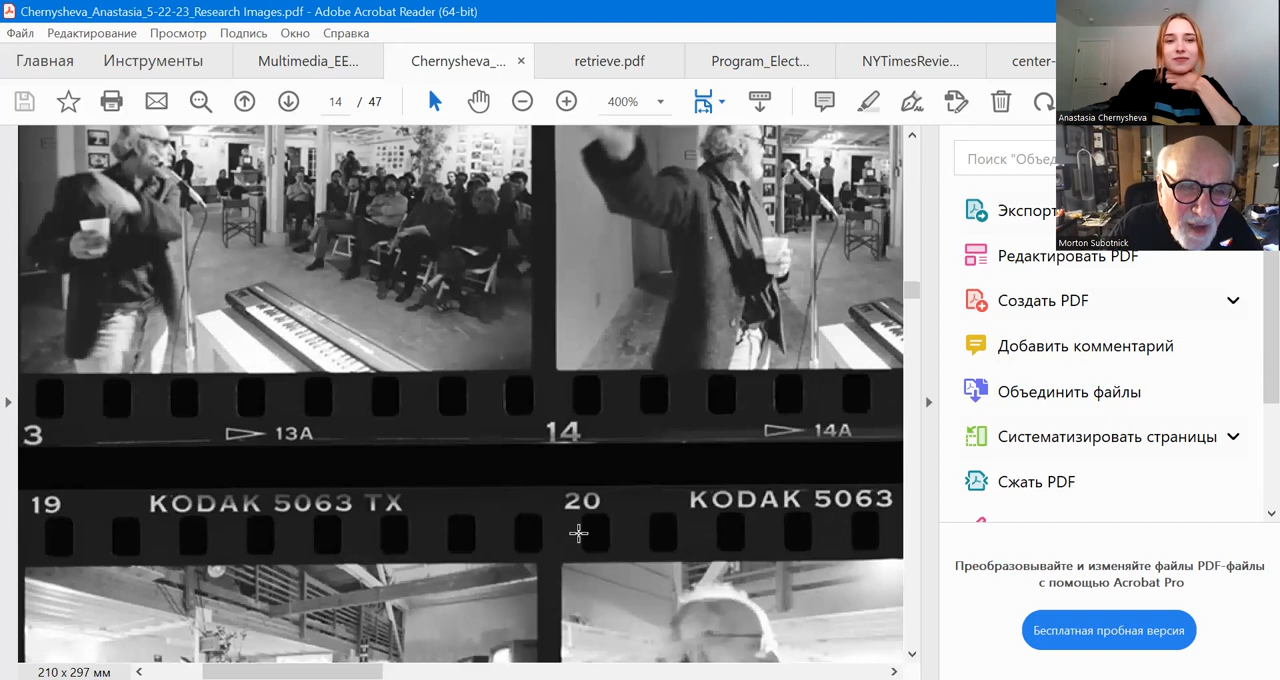 Chernysheva_Anastasia_5-22-23_Research Images.pdf - Adobe Acrobat Reader (64-bit)
Файл Редактирование Просмотр Подпись Окно Справка
Главная Инструменты Multimedia_EE... Chernysheva_... × retrieve.pdf Program_Elect... NYTimesRevie... center-
14 / 47 400%
Anastasia Chernysheva
Morton Subotnick
Поиск "Объед
Экспорт
Редактировать PDF
Создать PDF
Добавить комментарий
Объединить файлы
Систематизировать страницы
Сжать PDF
3 13A 14 14A
19 KODAK 5063 TX 20 KODAK 5063
Преобразовывайте и изменяйте файлы PDF-файлы
с помощью Acrobat Pro
Бесплатная пробная версия
210 x 297 мм